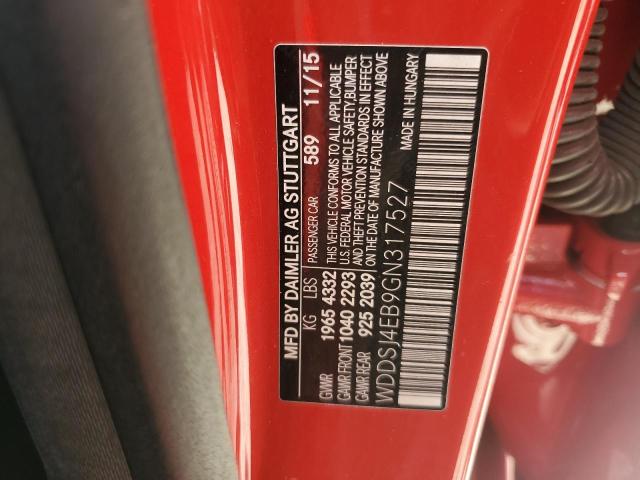 MFD BY DAIMLER AG STUTTGART
KG LBS PASSENGER CAR 589 11/15
GVWR 1965 4332 THIS VEHICLE CONFORMS TO ALL APPLICABLE
GAWR FRONT 1040 2293 U.S. FEDERAL MOTOR VEHICLE SAFETY,BUMPER
GAWR REAR 925 2039 AND THEFT PREVENTION STANDARDS IN EFFECT
ON THE DATE OF MANUFACTURE SHOWN ABOVE
WDDSJ4EB9GN317527 MADE IN HUNGARY